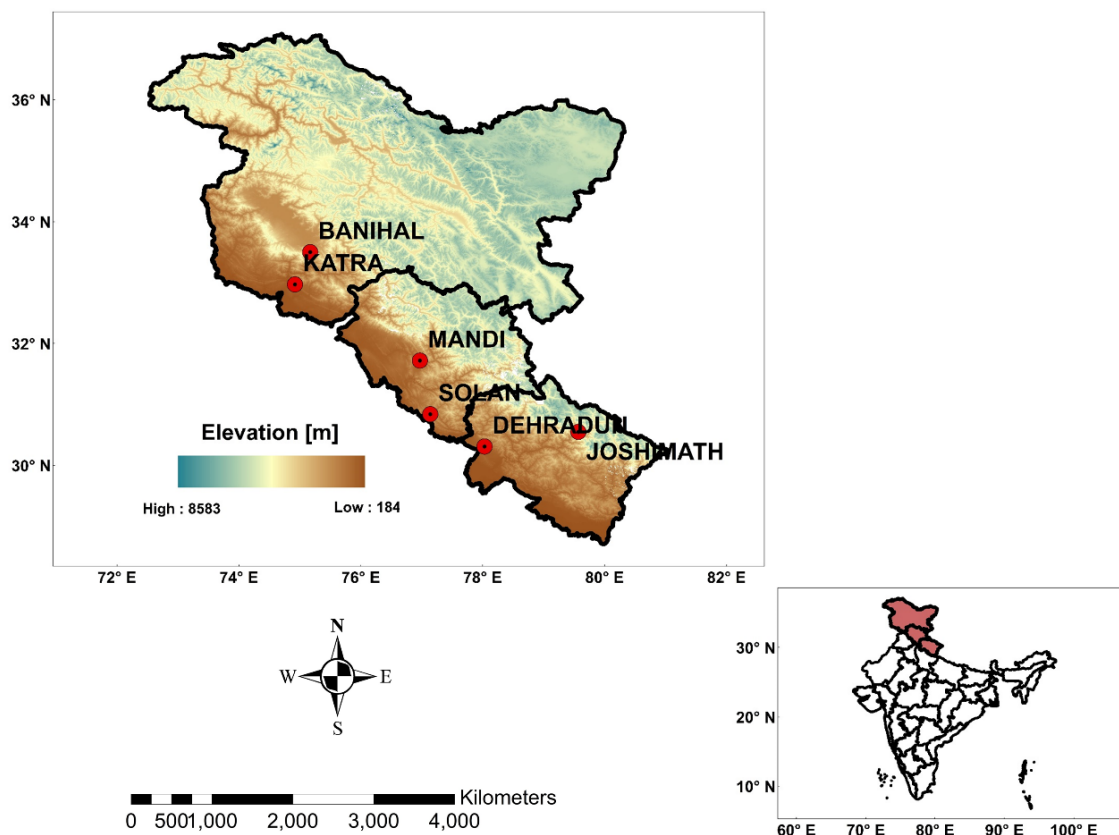 36° N
34° N
32° N
30° N
BANIHAL
KATRA
MANDI
SOLAN
DEHRADUN
JOSHIMATH
Elevation [m]
High : 8583 Low : 184
72° E 74° E 76° E 78° E 80° E 82° E
N
W E
S
Kilometers
0 500 1,000 2,000 3,000 4,000
30° N
20° N
10° N
60° E 70° E 80° E 90° E 100° E